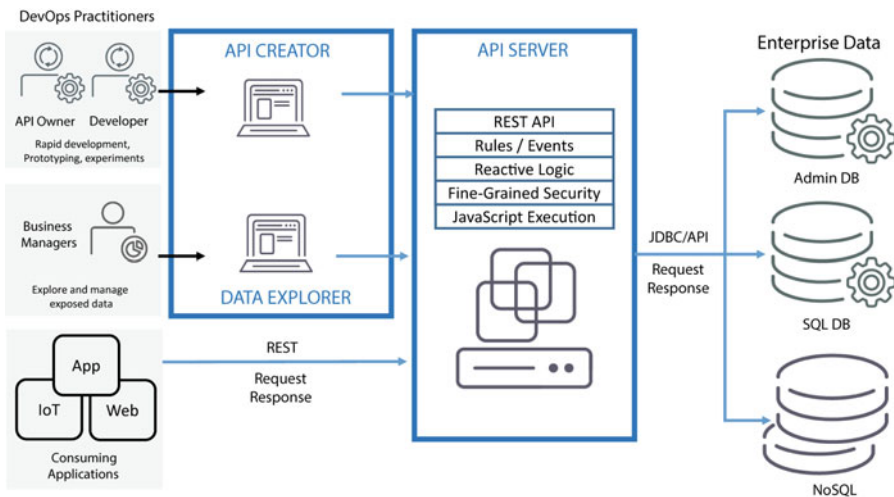 DevOps Practitioners
API Owner
Developer
Rapid development,
Prototyping, experiments
Business
Managers
Explore and manage
exposed data
App
IoT
Web
Consuming
Applications
API CREATOR
DATA EXPLORER
REST
Request
Response
API SERVER
REST API
Rules / Events
Reactive Logic
Fine-Grained Security
JavaScript Execution
JDBC/API
Request
Response
Enterprise Data
Admin DB
SQL DB
NoSQL